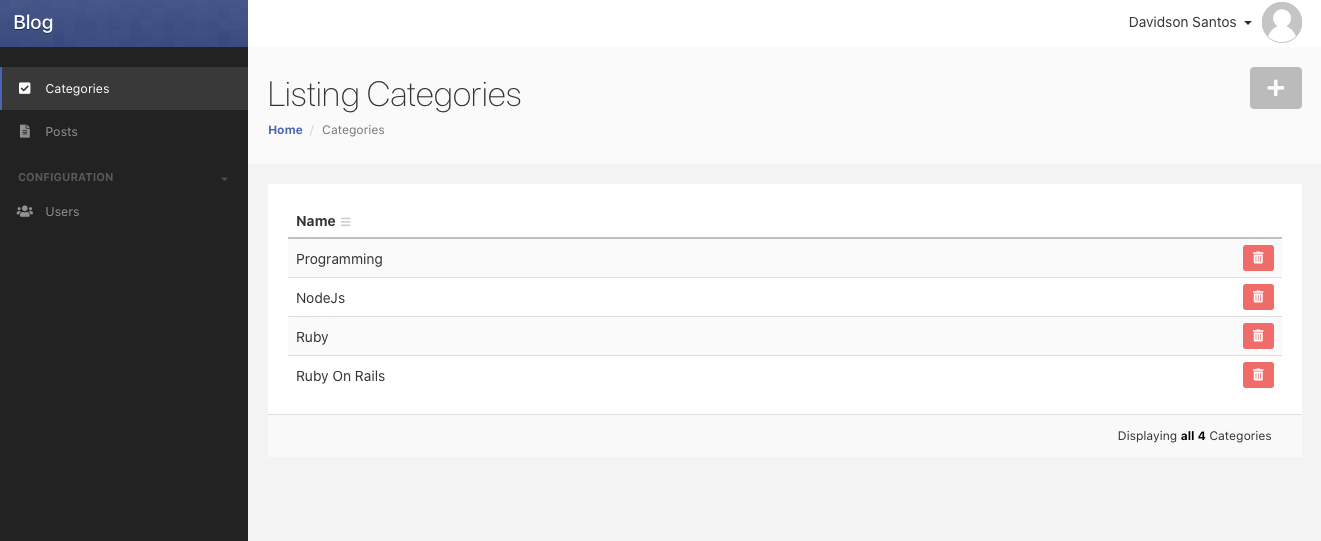 Blog
Davidson Santos
Categories
Posts
CONFIGURATION
Users
Listing Categories
Home / Categories
Name
Programming
NodeJs
Ruby
Ruby On Rails
Displaying all 4 Categories